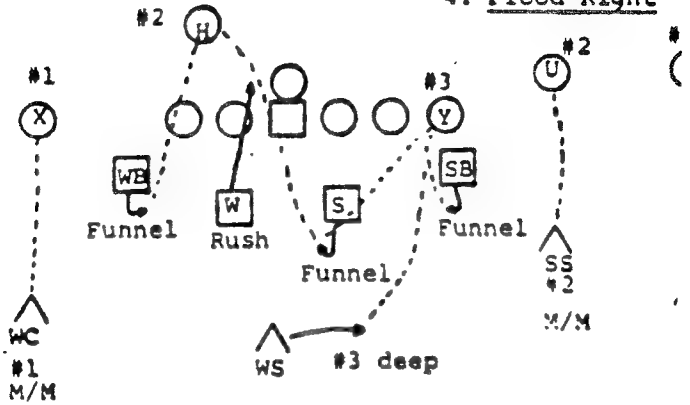 4. Flood Right
#2
H
#1
#2
U
#
#3
X
Y
WB
SB
W
S
Funnel
Rush
Funnel
Funnel
SS
#2
M/M
WC
#1
M/M
WS
#3 deep